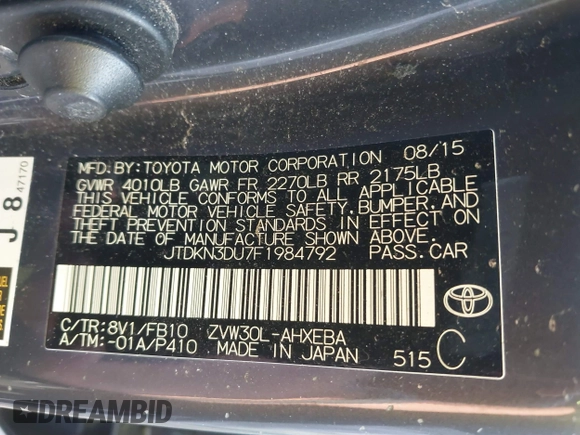 MFD. BY: TOYOTA MOTOR CORPORATION 08/15
GVWR 4010LB GAWR FR 2270LB RR 2175LB
THIS VEHICLE CONFORMS TO ALL APPLICABLE
FEDERAL MOTOR VEHICLE SAFETY, BUMPER, AND
THEFT PREVENTION STANDARDS IN EFFECT ON
THE DATE OF MANUFACTURE SHOWN ABOVE.
JTDKN3DU7F1984792 PASS. CAR
C/TR: 8V1/FB10 ZVW30L-AHXEBA
A/TM: -01A/P410 MADE IN JAPAN 515 C
J 8 47170
DREAMBID